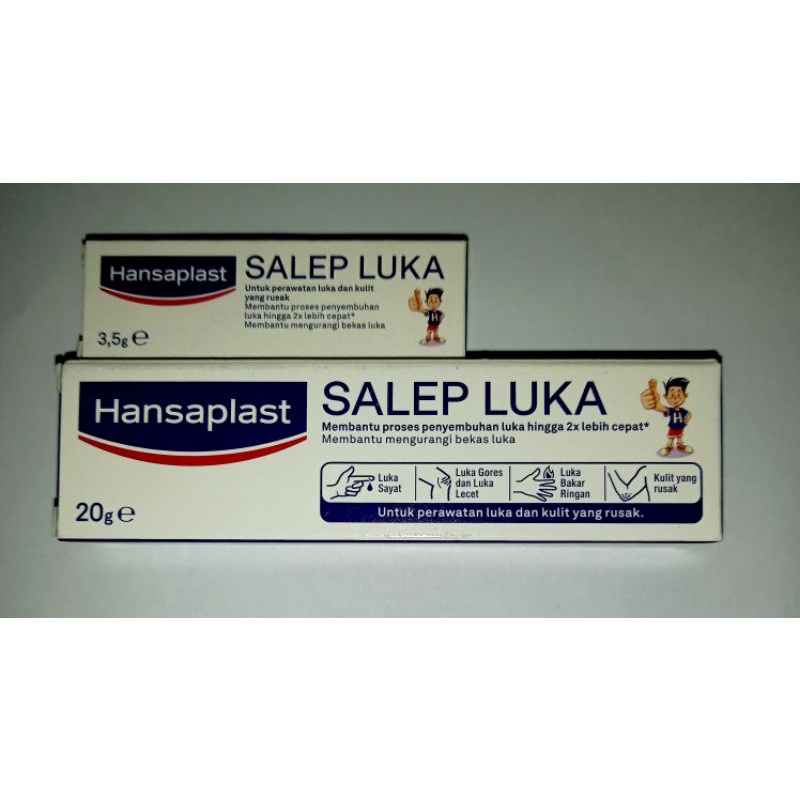 Hansaplast
SALEP LUKA
Untuk perawatan luka dan kulit
yang rusak
Membantu proses penyembuhan
luka hingga 2x lebih cepat*
Membantu mengurangi bekas luka
3,5g ℮
H
Hansaplast
SALEP LUKA
Membantu proses penyembuhan luka hingga 2x lebih cepat*
Membantu mengurangi bekas luka
H
Luka
Sayat
Luka Gores
dan Luka
Lecet
Luka
Bakar
Ringan
Kulit yang
rusak
Untuk perawatan luka dan kulit yang rusak.
20g ℮